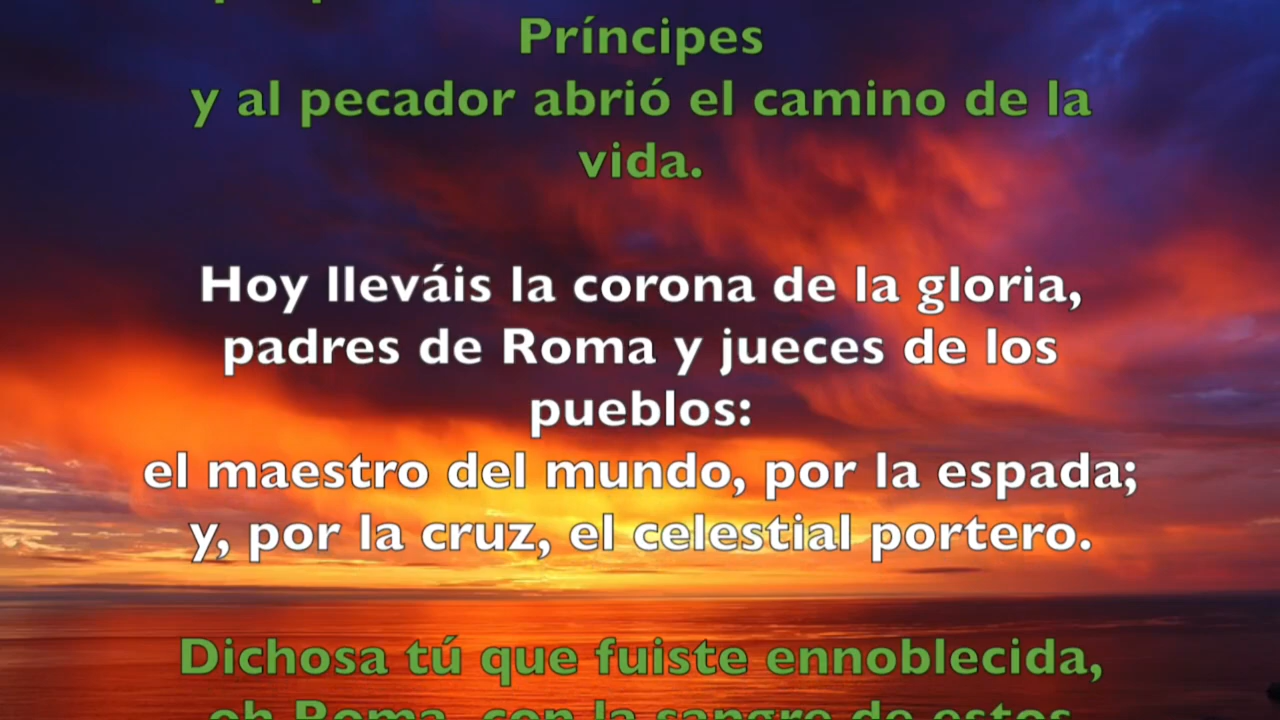 Príncipes
y al pecador abrió el camino de la
vida.
Hoy lleváis la corona de la gloria,
padres de Roma y jueces de los
pueblos:
el maestro del mundo, por la espada;
y, por la cruz, el celestial portero.
Dichosa tú que fuiste ennoblecida,
oh Roma, con la sangre de estos